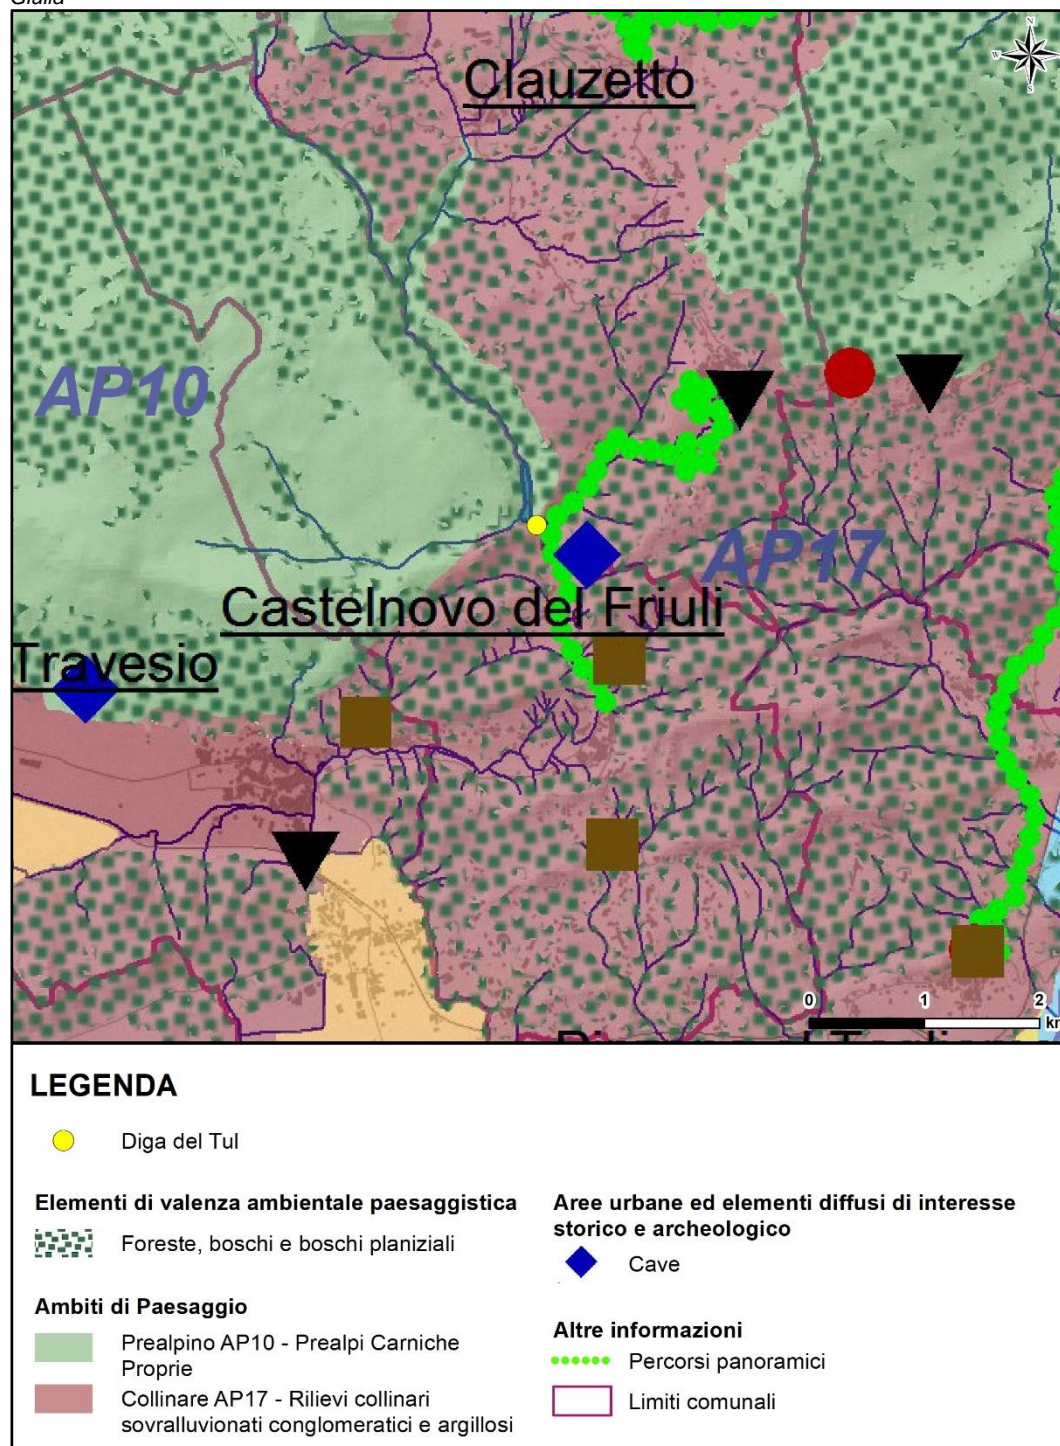 Giulia
N
W
S
Clauzetto
AP10
AP17
Castelnovo del Friuli
Travesio
0 1 2
km
LEGENDA
Diga del Tul
Elementi di valenza ambientale paesaggistica
Foreste, boschi e boschi planiziali
Ambiti di Paesaggio
Prealpino AP10 - Prealpi Carniche
Proprie
Collinare AP17 - Rilievi collinari
sovralluvionati conglomeratici e argillosi
Aree urbane ed elementi diffusi di interesse
storico e archeologico
Cave
Altre informazioni
Percorsi panoramici
Limiti comunali